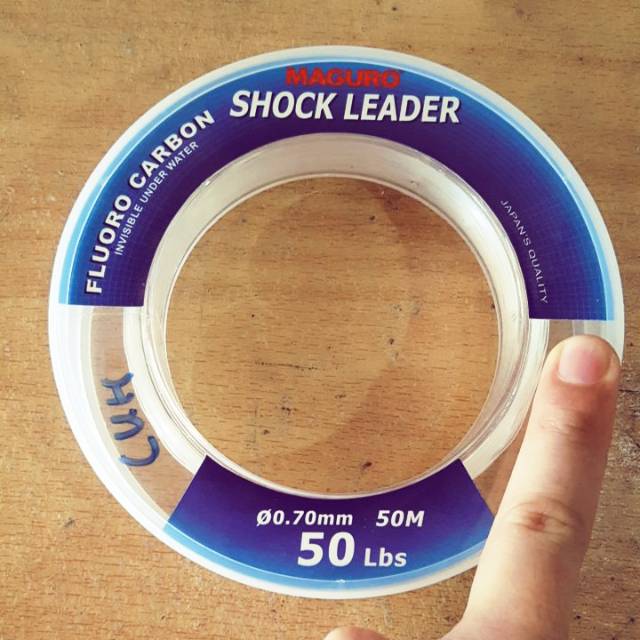 MAGURO
SHOCK LEADER
FLUORO CARBON
INVISIBLE UNDER WATER
JAPAN'S QUALITY
Ø0.70mm 50M
50 Lbs